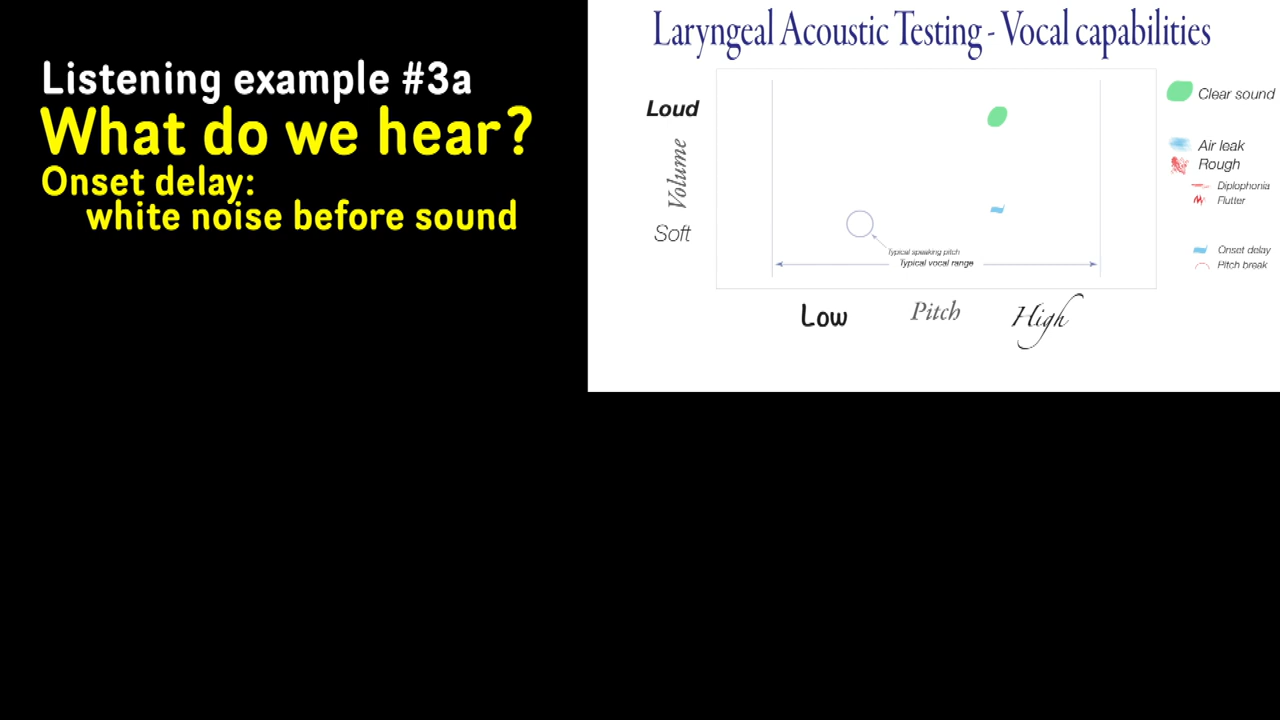 Listening example #3a
What do we hear?
Onset delay:
white noise before sound
Laryngeal Acoustic Testing - Vocal capabilities
Loud
Volume
Soft
Typical speaking pitch
Typical vocal range
Low
Pitch
High
Clear sound
Air leak
Rough
Diplophonia
Flutter
Onset delay
Pitch break